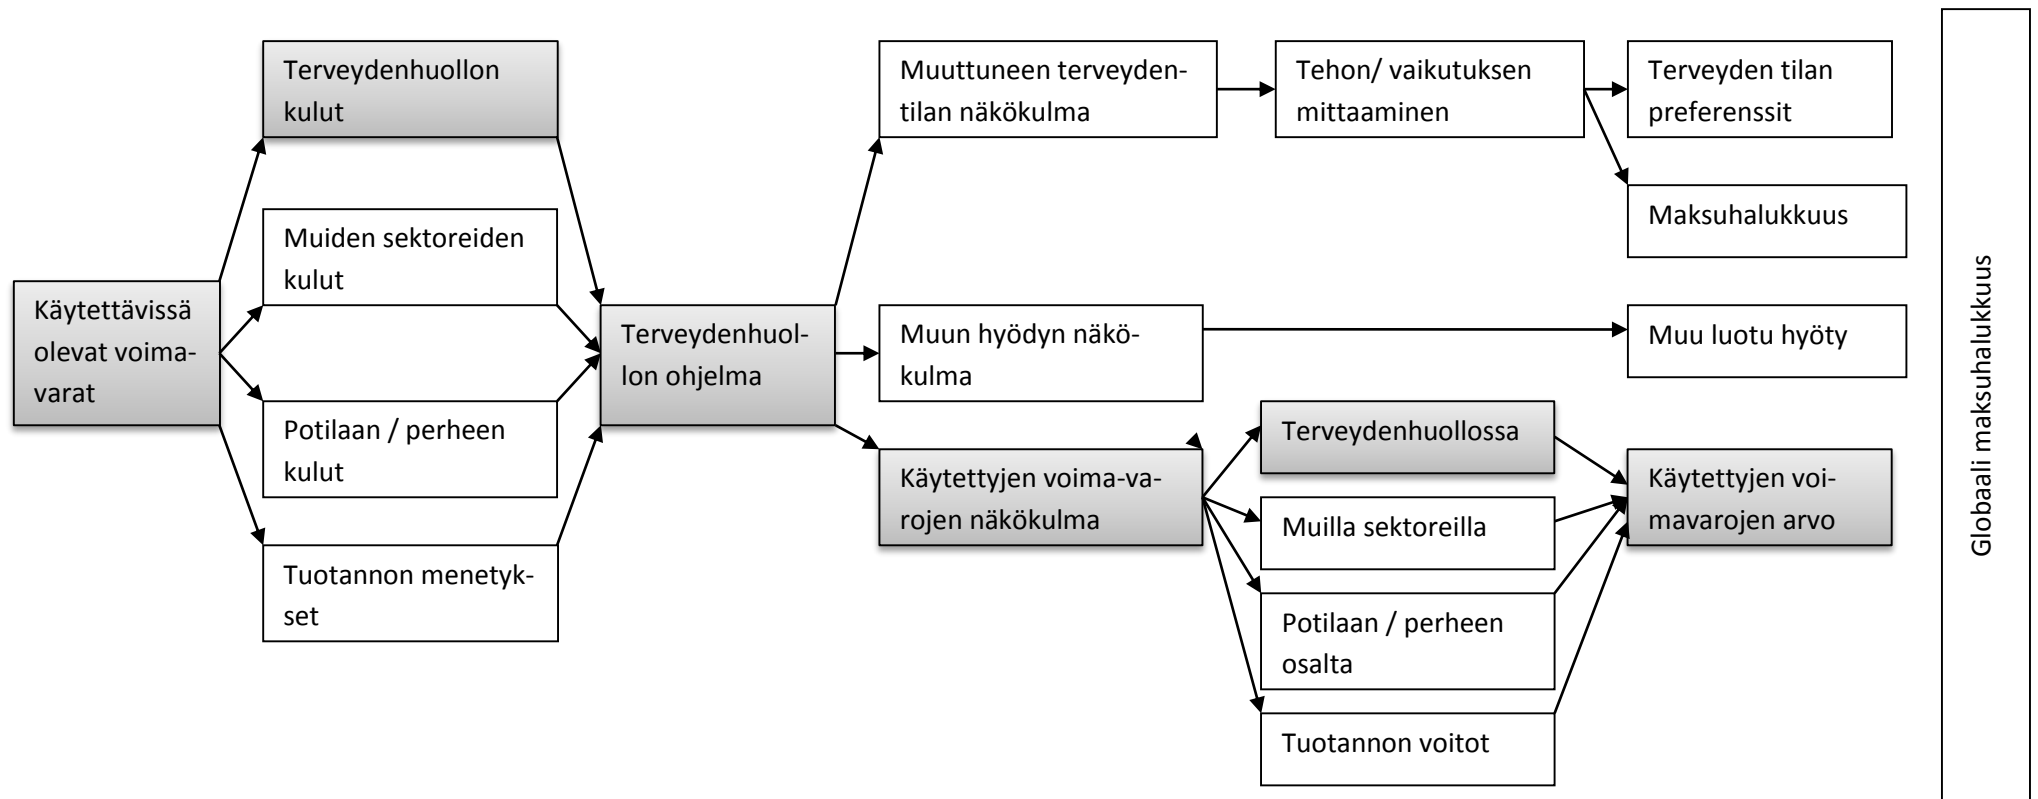 Terveydenhuollon
kulut
Muiden sektoreiden
kulut
Käytettävissä
olevat voima-
varat
Potilaan / perheen
kulut
Tuotannon menetyk-
set
Terveydenhuol-
lon ohjelma
Muuttuneen terveyden-
tilan näkökulma
Tehon/ vaikutuksen
mittaaminen
Terveyden tilan
preferenssit
Maksuhalukkuus
Muun hyödyn näkö-
kulma
Muu luotu hyöty
Käytettyjen voima-va-
rojen näkökulma
Terveydenhuollossa
Muilla sektoreilla
Potilaan / perheen
osalta
Tuotannon voitot
Käytettyjen voi-
mavarojen arvo
Globaali maksuhalukkuus